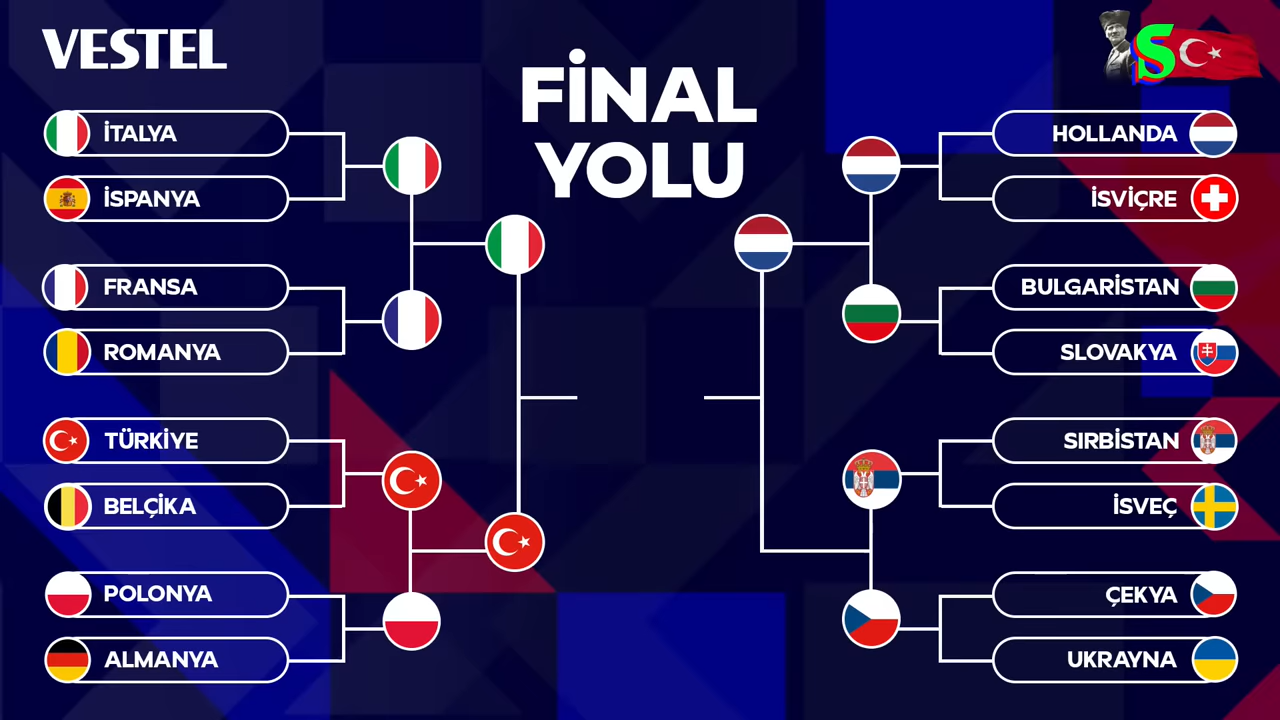 VESTEL
S
FİNAL
YOLU
İTALYA
İSPANYA
FRANSA
ROMANYA
TÜRKİYE
BELÇİKA
POLONYA
ALMANYA
HOLLANDA
İSVİÇRE
BULGARİSTAN
SLOVAKYA
SIRBİSTAN
İSVEÇ
ÇEKYA
UKRAYNA